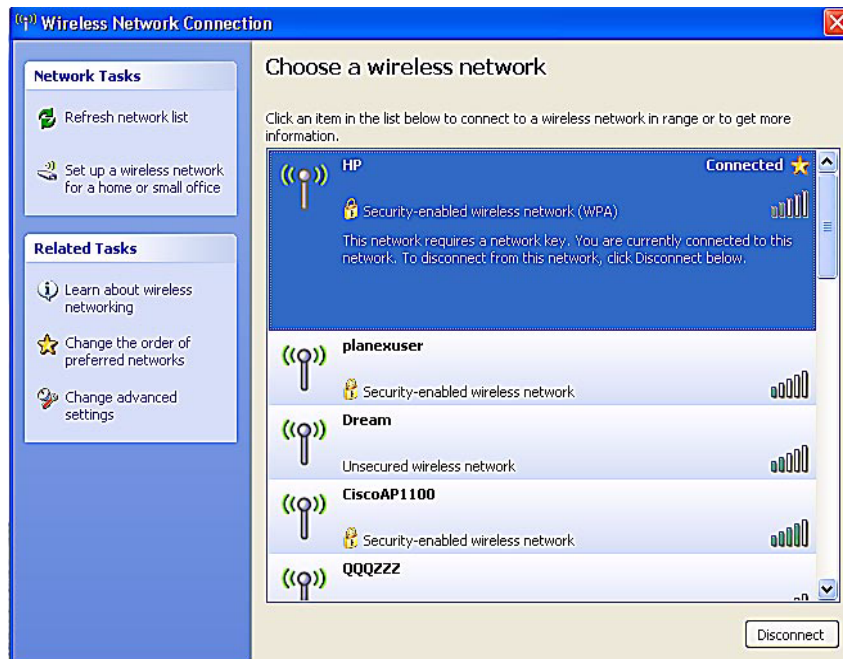 Wireless Network Connection
Network Tasks
Refresh network list
Set up a wireless network
for a home or small office
Related Tasks
Learn about wireless
networking
Change the order of
preferred networks
Change advanced
settings
Choose a wireless network
Click an item in the list below to connect to a wireless network in range or to get more
information.
HP Connected
Security-enabled wireless network (WPA)
This network requires a network key. You are currently connected to this
network. To disconnect from this network, click Disconnect below.
planexuser
Security-enabled wireless network
Dream
Unsecured wireless network
CiscoAP1100
Security-enabled wireless network
QQQZZZ
Disconnect